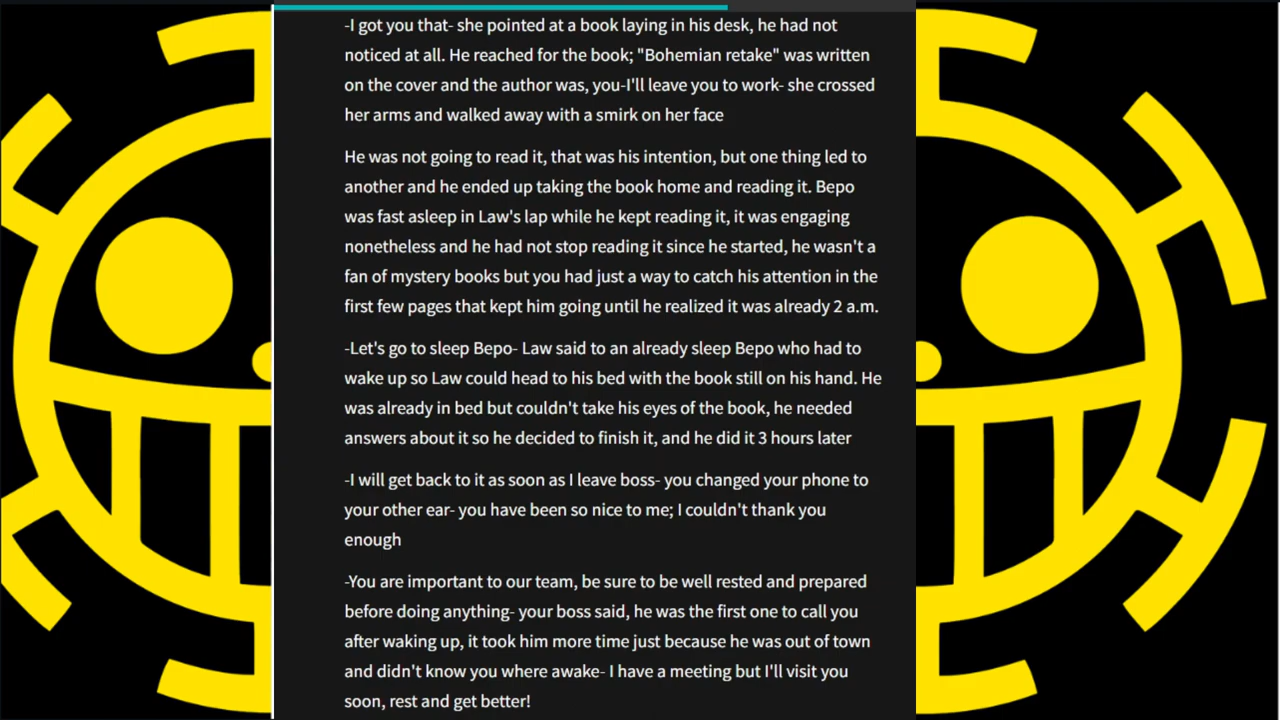 -I got you that- she pointed at a book laying in his desk, he had not
noticed at all. He reached for the book; "Bohemian retake" was written
on the cover and the author was, you-I'll leave you to work- she crossed
her arms and walked away with a smirk on her face
He was not going to read it, that was his intention, but one thing led to
another and he ended up taking the book home and reading it. Bepo
was fast asleep in Law's lap while he kept reading it, it was engaging
nonetheless and he had not stop reading it since he started, he wasn't a
fan of mystery books but you had just a way to catch his attention in the
first few pages that kept him going until he realized it was already 2 a.m.
-Let's go to sleep Bepo- Law said to an already sleep Bepo who had to
wake up so Law could head to his bed with the book still on his hand. He
was already in bed but couldn't take his eyes of the book, he needed
answers about it so he decided to finish it, and he did it 3 hours later
-I will get back to it as soon as I leave boss- you changed your phone to
your other ear- you have been so nice to me; I couldn't thank you
enough
-You are important to our team, be sure to be well rested and prepared
before doing anything- your boss said, he was the first one to call you
after waking up, it took him more time just because he was out of town
and didn't know you where awake- I have a meeting but I'll visit you
soon, rest and get better!